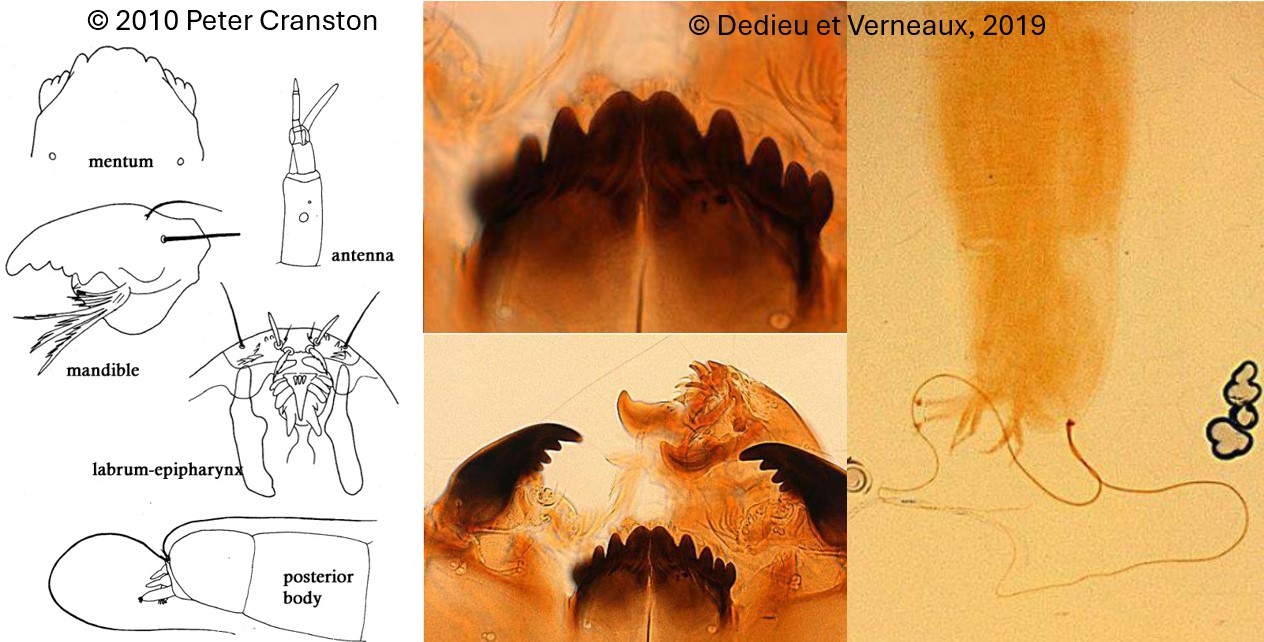 © 2010 Peter Cranston
© Dedieu et Verneaux, 2019
mentum
antenna
mandible
labrum-epipharynx
posterior
body